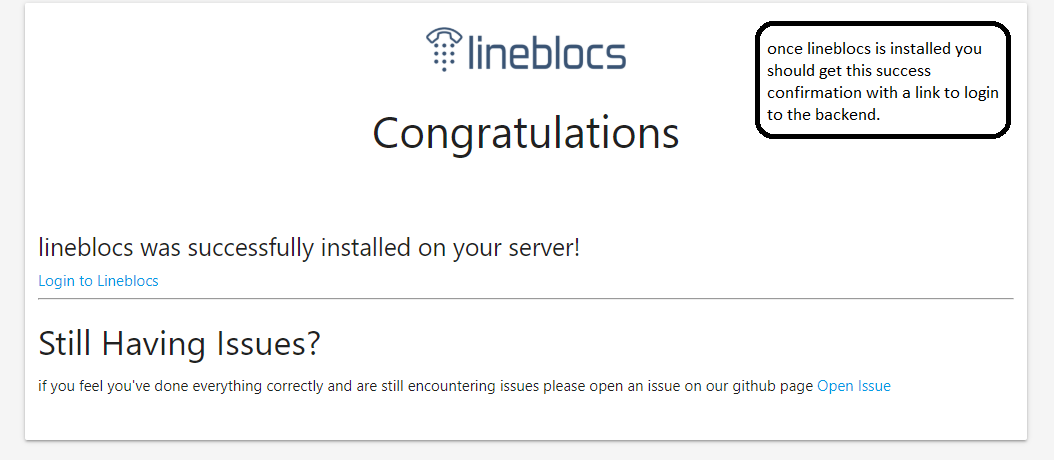 lineblocs
once lineblocs is installed you
should get this success
confirmation with a link to login
to the backend.
Congratulations
lineblocs was successfully installed on your server!
Login to Lineblocs
Still Having Issues?
if you feel you've done everything correctly and are still encountering issues please open an issue on our github page Open Issue